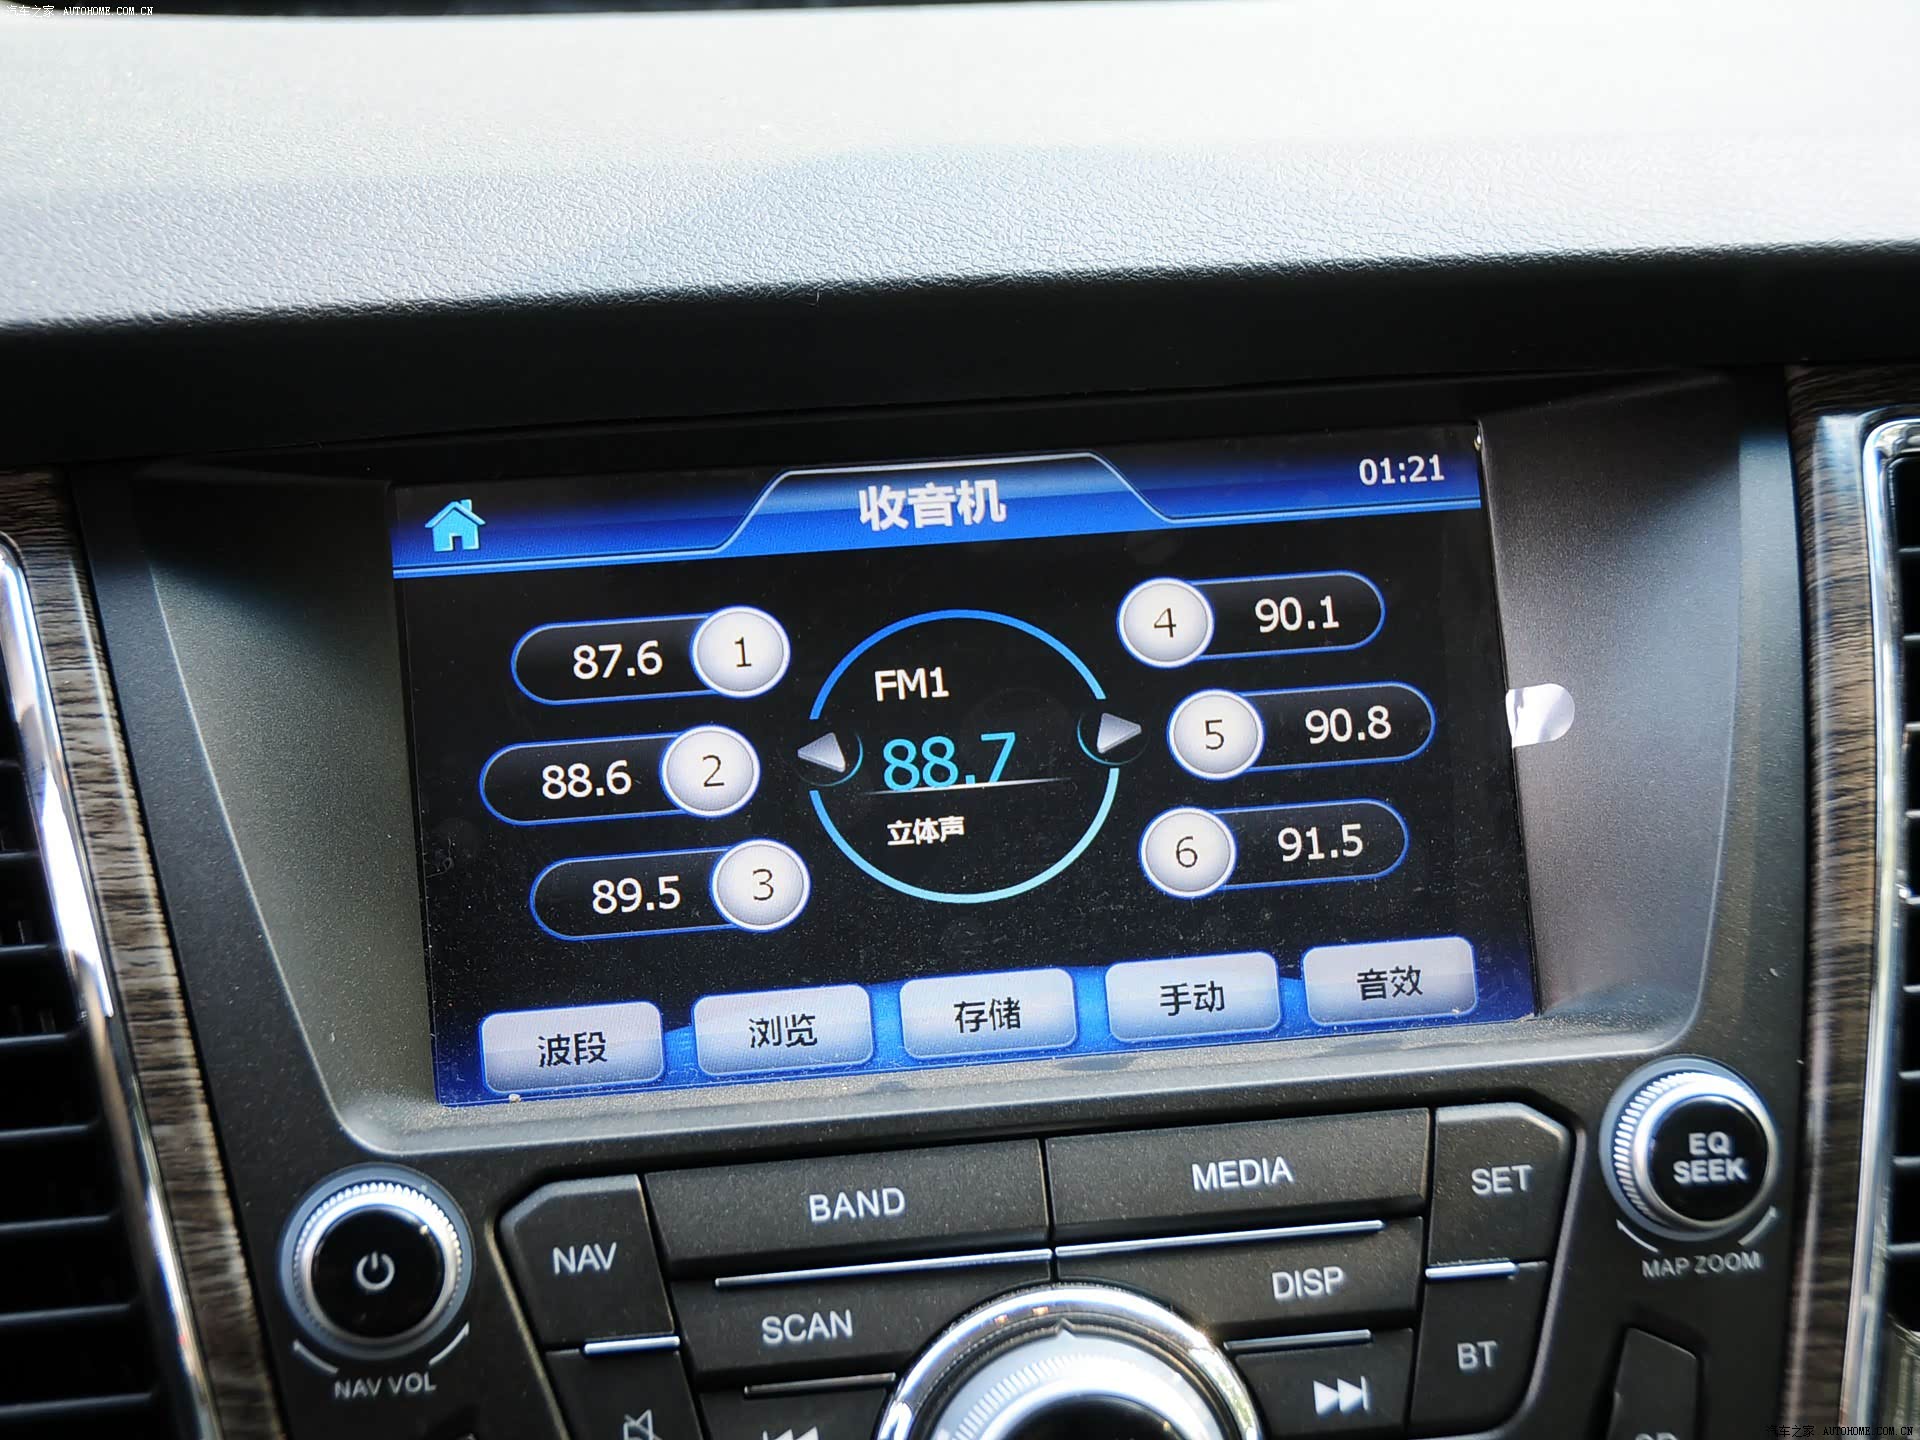 汽车之家 AUTOHOME.COM.CN
收音机
01:21
87.6 1
88.6 2
89.5 3
FM1
88.7
立体声
4 90.1
5 90.8
6 91.5
波段 浏览 存储 手动 音效
NAV
BAND
MEDIA
SET
EQ
SEEK
MAP ZOOM
SCAN
DISP
BT
NAV VOL
汽车之家 AUTOHOME.COM.CN